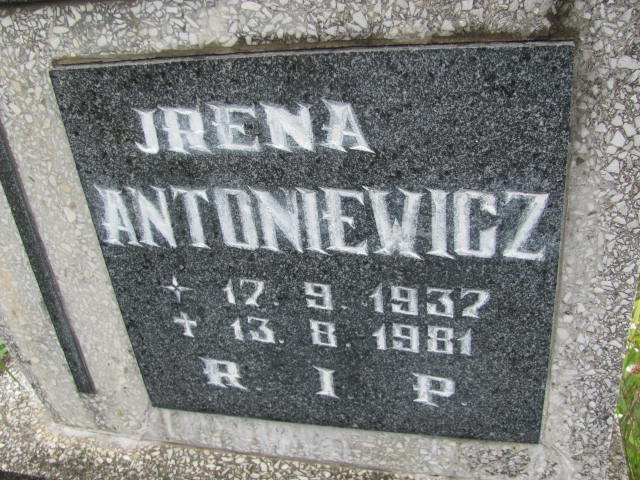 JRENA
ANTONIEWICZ
17. 9. 1937
✝ 13. 8. 1981
R. I. P.